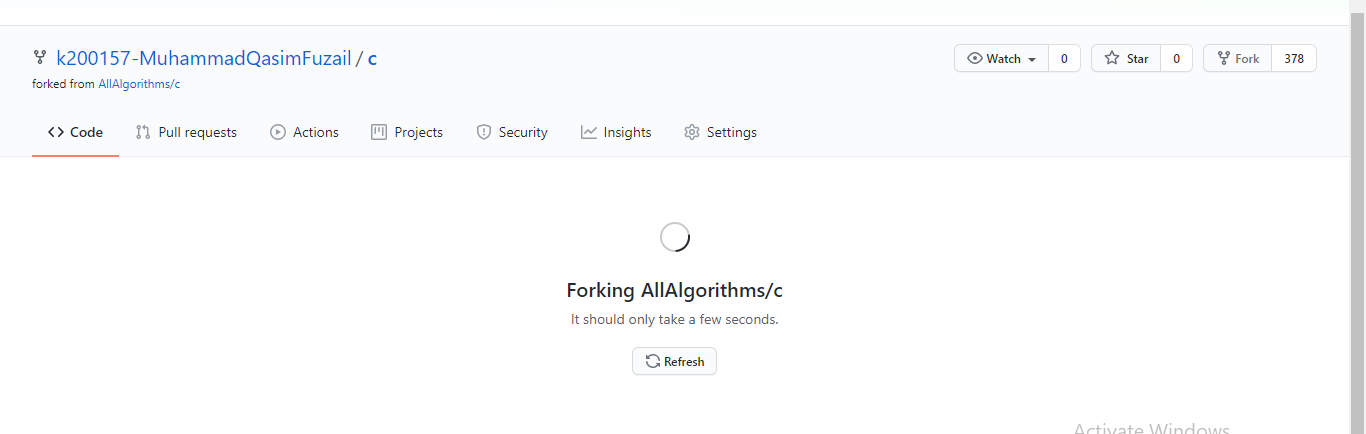 k200157-MuhammadQasimFuzail / c
Watch 0 Star 0 Fork 378
forked from AllAlgorithms/c
Code Pull requests Actions Projects Security Insights Settings
Forking AllAlgorithms/c
It should only take a few seconds.
Refresh
Activate Windows